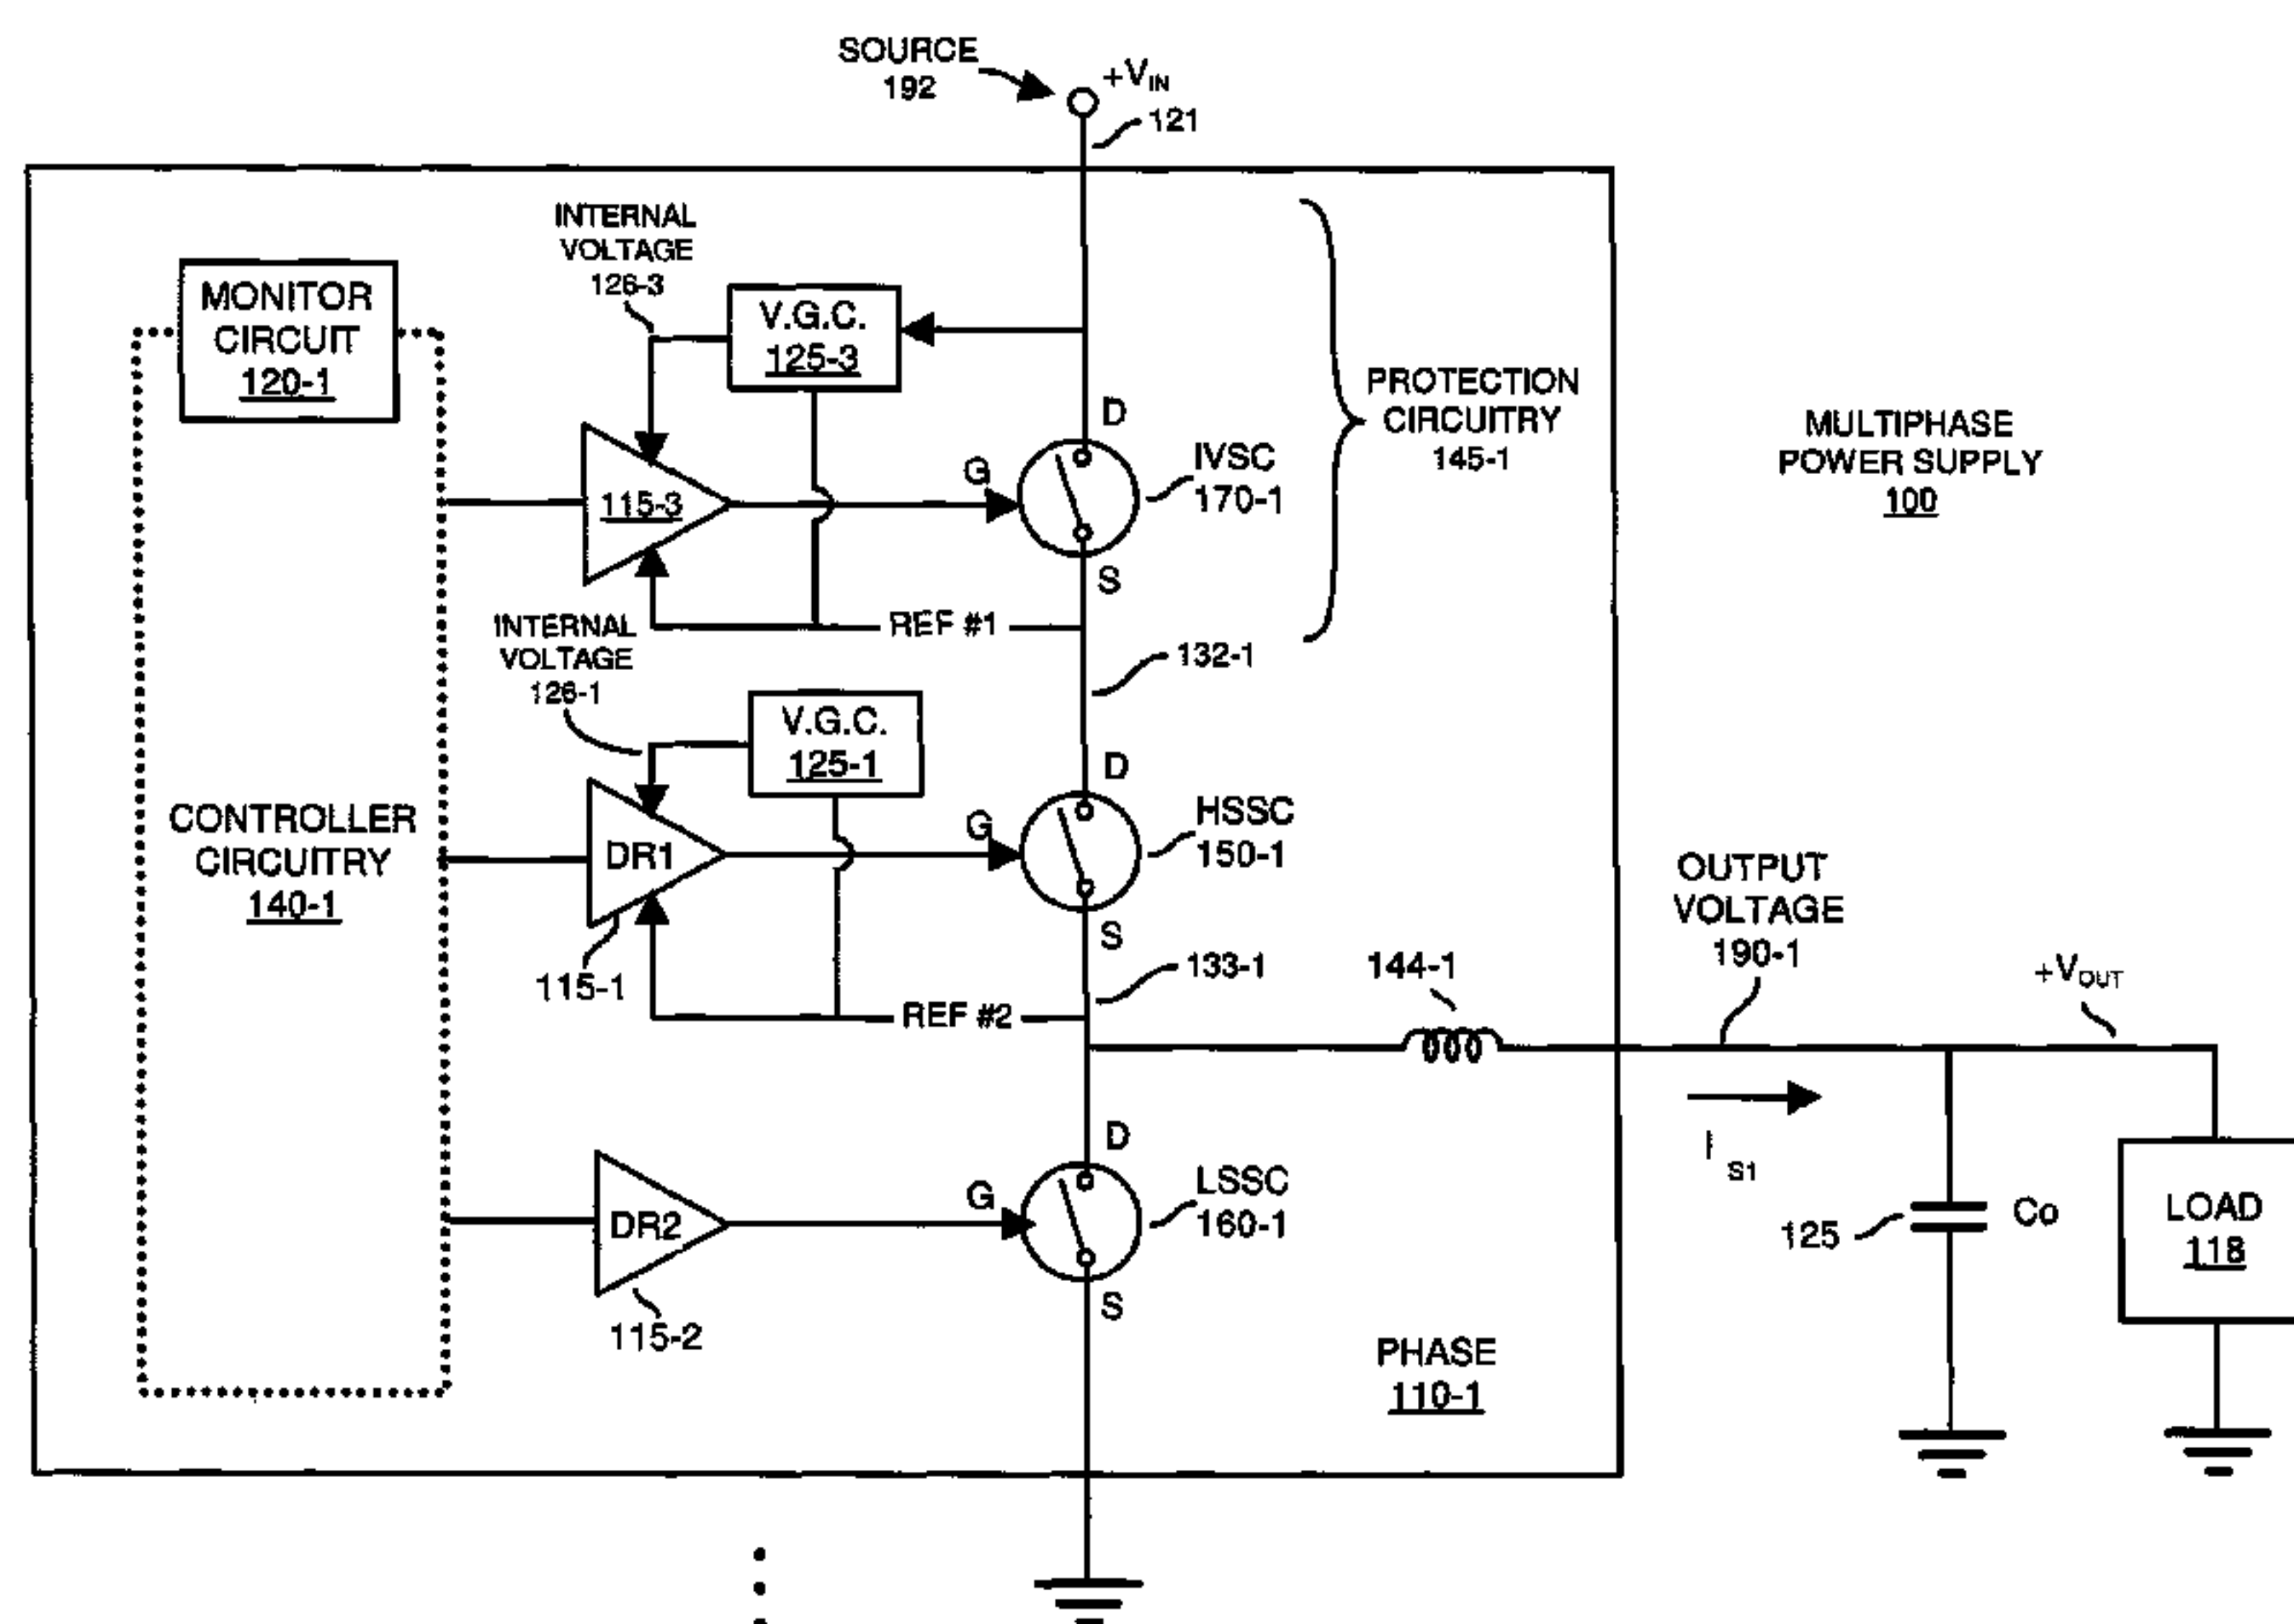 SOURCE
192
+VIN
121
INTERNAL
VOLTAGE
126-3
MONITOR
CIRCUIT
120-1
V.G.C.
125-3
D
PROTECTION
CIRCUITRY
145-1
MULTIPHASE
POWER SUPPLY
100
115-3
G
IVSC
170-1
S
REF #1
INTERNAL
VOLTAGE
126-1
132-1
V.G.C.
125-1
D
CONTROLLER
CIRCUITRY
140-1
DR1
G
HSSC
150-1
S
115-1
REF #2
133-1
144-1
OUTPUT
VOLTAGE
190-1
+VOUT
D
IS1
DR2
G
LSSC
160-1
S
115-2
125
Co
LOAD
118
PHASE
110-1